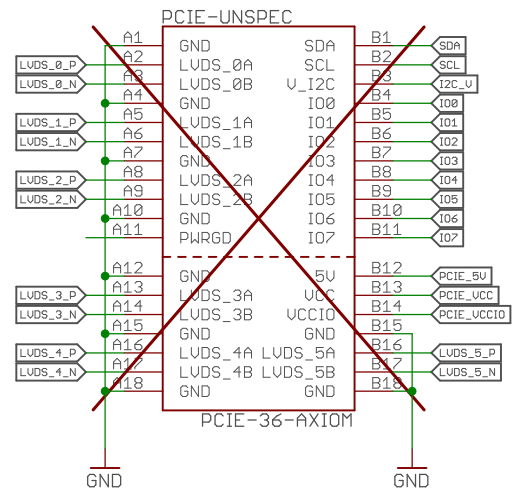 PCIE-UNSPEC
A1 GND SDA B1 SDA
LVDS_0_P A2 LVDS_0A SCL B2 SCL
LVDS_0_N A3 LVDS_0B V_I2C B3 I2C_V
A4 GND IO0 B4 IO0
LVDS_1_P A5 LVDS_1A IO1 B5 IO1
LVDS_1_N A6 LVDS_1B IO2 B6 IO2
A7 GND IO3 B7 IO3
LVDS_2_P A8 LVDS_2A IO4 B8 IO4
LVDS_2_N A9 LVDS_2B IO5 B9 IO5
A10 GND IO6 B10 IO6
A11 PWRGD IO7 B11 IO7
A12 GND 5V B12 PCIE_5V
LVDS_3_P A13 LVDS_3A VCC B13 PCIE_VCC
LVDS_3_N A14 LVDS_3B VCCIO B14 PCIE_VCCIO
A15 GND GND B15
LVDS_4_P A16 LVDS_4A LVDS_5A B16 LVDS_5_P
LVDS_4_N A17 LVDS_4B LVDS_5B B17 LVDS_5_N
A18 GND GND B18
PCIE-36-AXIOM
GND GND